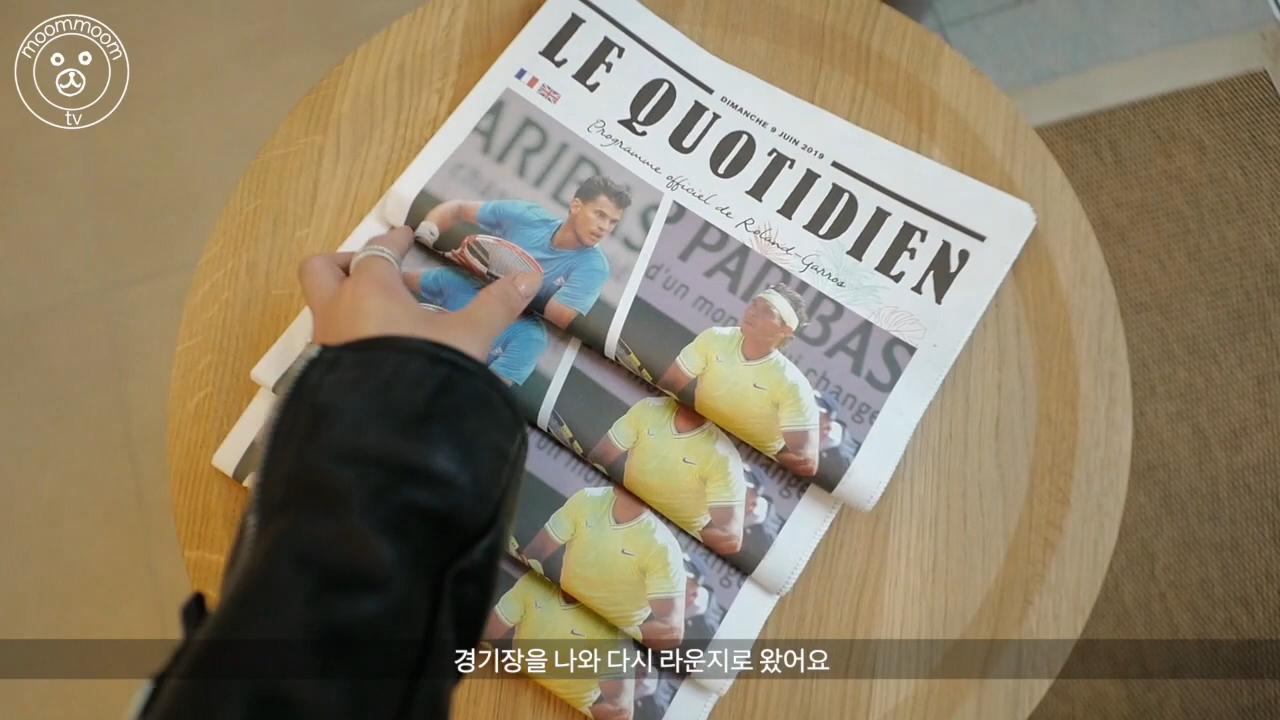 moommoom
tv
LE QUOTIDIEN
DIMANCHE 9 JUIN 2019
Programme officiel de Roland-Garros
ARIBAS
PARIBAS
d'un mon
change
경기장을 나와 다시 라운지로 왔어요